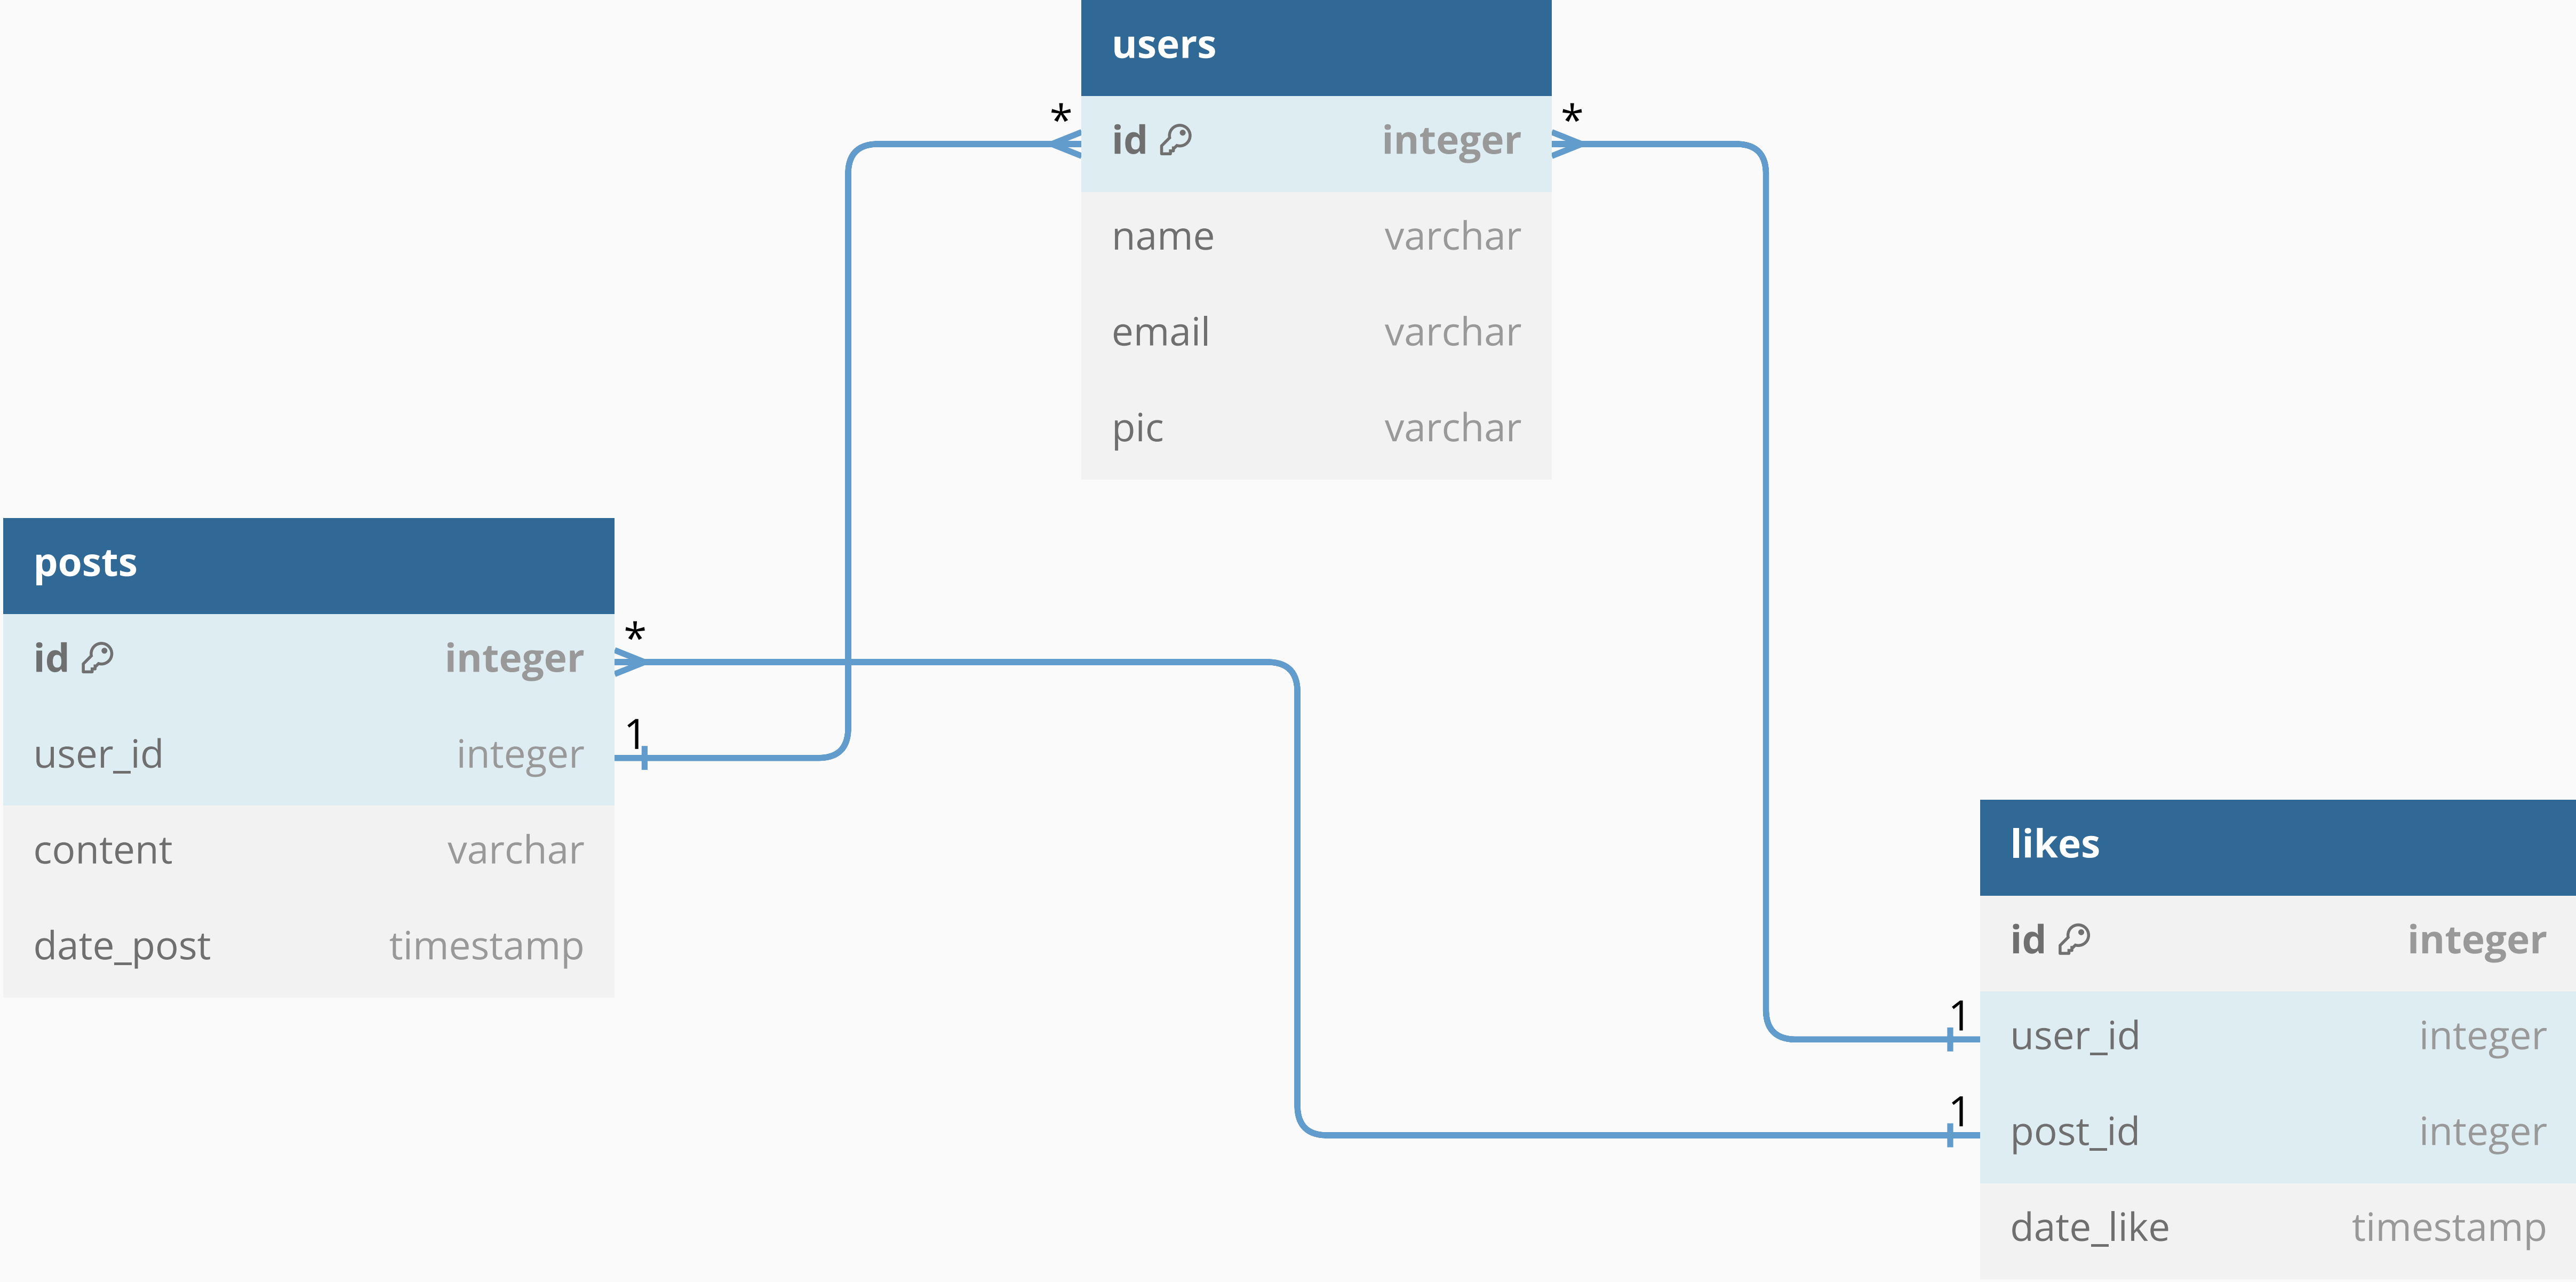 users
* *
id integer
name varchar
email varchar
pic varchar
posts
*
id integer
1
user_id integer
content varchar
date_post timestamp
likes
id integer
1
user_id integer
1
post_id integer
date_like timestamp